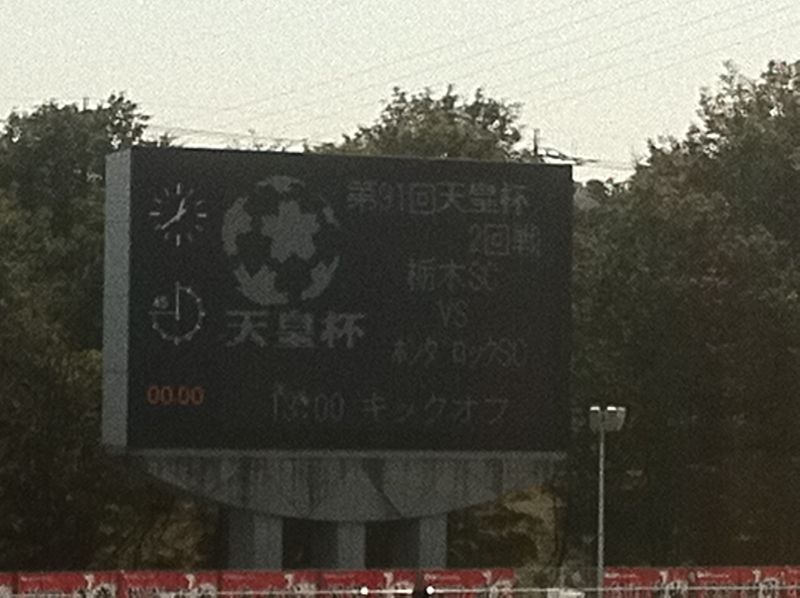 第91回天皇杯
2回戦
栃木SC
VS
ホンダ ロックSC
天皇杯
45
00:00
13:00 キックオフ